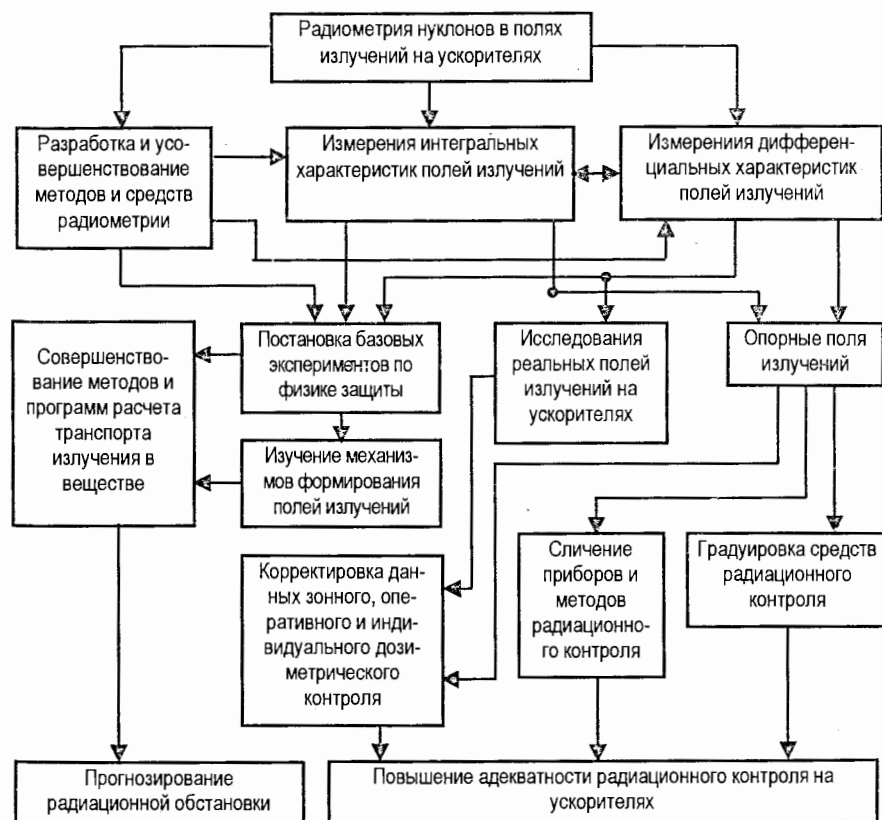 Радиометрия нуклонов в полях
излучений на ускорителях
Разработка и усо-
вершенствование
методов и средств
радиометрии
Измерения интегральных
характеристик полей излучений
Измерениия дифферен-
циальных характеристик
полей излучений
Совершенство-
вание методов и
программ расчета
транспорта
излучения в
веществе
Постановка базовых
экспериментов по
физике защиты
Исследования
реальных полей
излучений на
ускорителях
Опорные поля
излучений
Изучение механиз-
мов формирования
полей излучений
Корректировка дан-
ных зонного, опе-
ративного и инди-
видуального дози-
метрического
контроля
Сличение
приборов и
методов
радиационно-
го контроля
Градуировка средств
радиационного
контроля
Прогнозирование
радиационной обстановки
Повышение адекватности радиационного контроля на
ускорителях